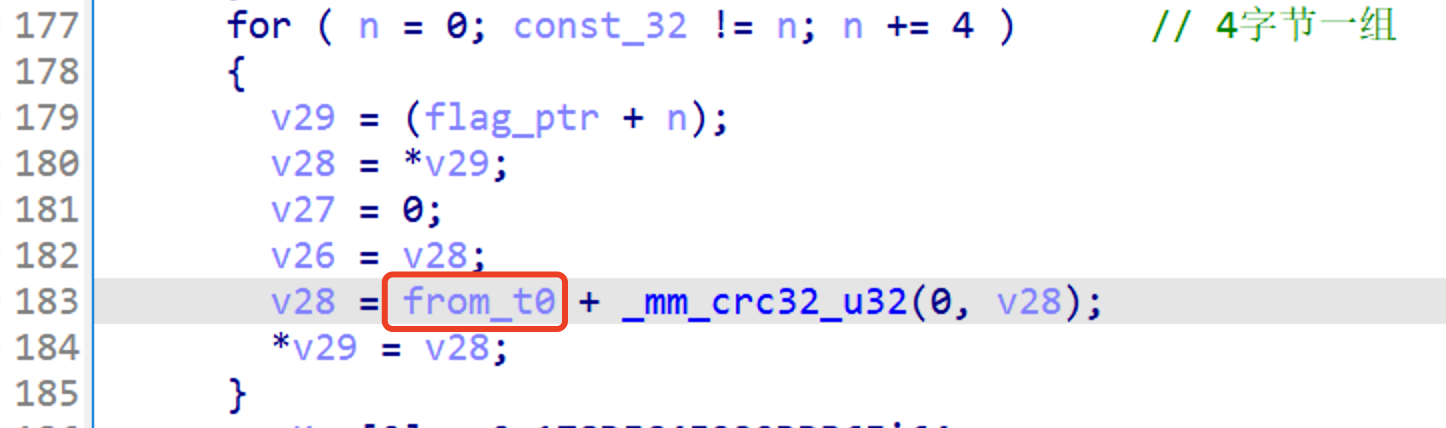 177 for ( n = 0; const_32 != n; n += 4 ) // 4字节一组
178 {
179 v29 = (flag_ptr + n);
180 v28 = *v29;
181 v27 = 0;
182 v26 = v28;
183 v28 = from_t0 + _mm_crc32_u32(0, v28);
184 *v29 = v28;
185 }